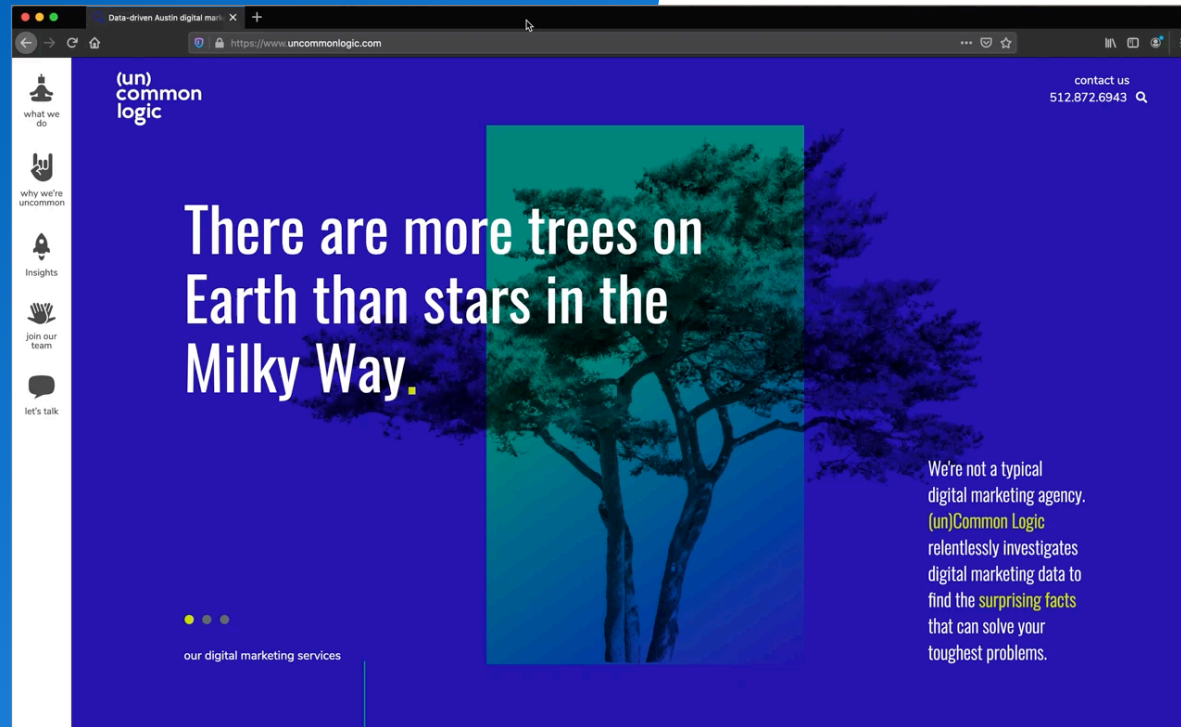 Data-driven Austin digital mark
https://www.uncommonlogic.com
what we
do
why we're
uncommon
Insights
join our
team
let's talk
(un)
common
logic
contact us
512.872.6943
There are more trees on
Earth than stars in the
Milky Way.
We're not a typical
digital marketing agency.
(un)Common Logic
relentlessly investigates
digital marketing data to
find the surprising facts
that can solve your
toughest problems.
our digital marketing services